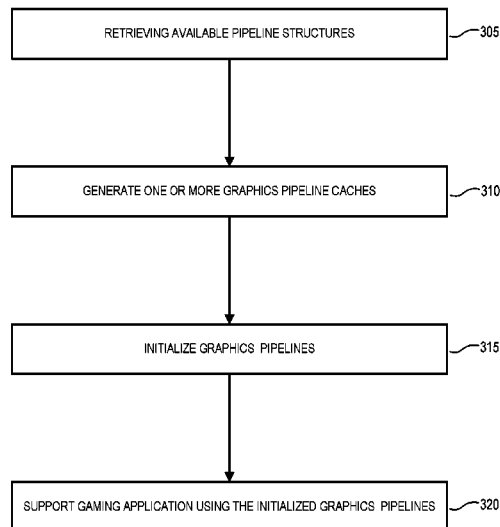 RETRIEVING AVAILABLE PIPELINE STRUCTURES
305
GENERATE ONE OR MORE GRAPHICS PIPELINE CACHES
310
INITIALIZE GRAPHICS PIPELINES
315
SUPPORT GAMING APPLICATION USING THE INITIALIZED GRAPHICS PIPELINES
320